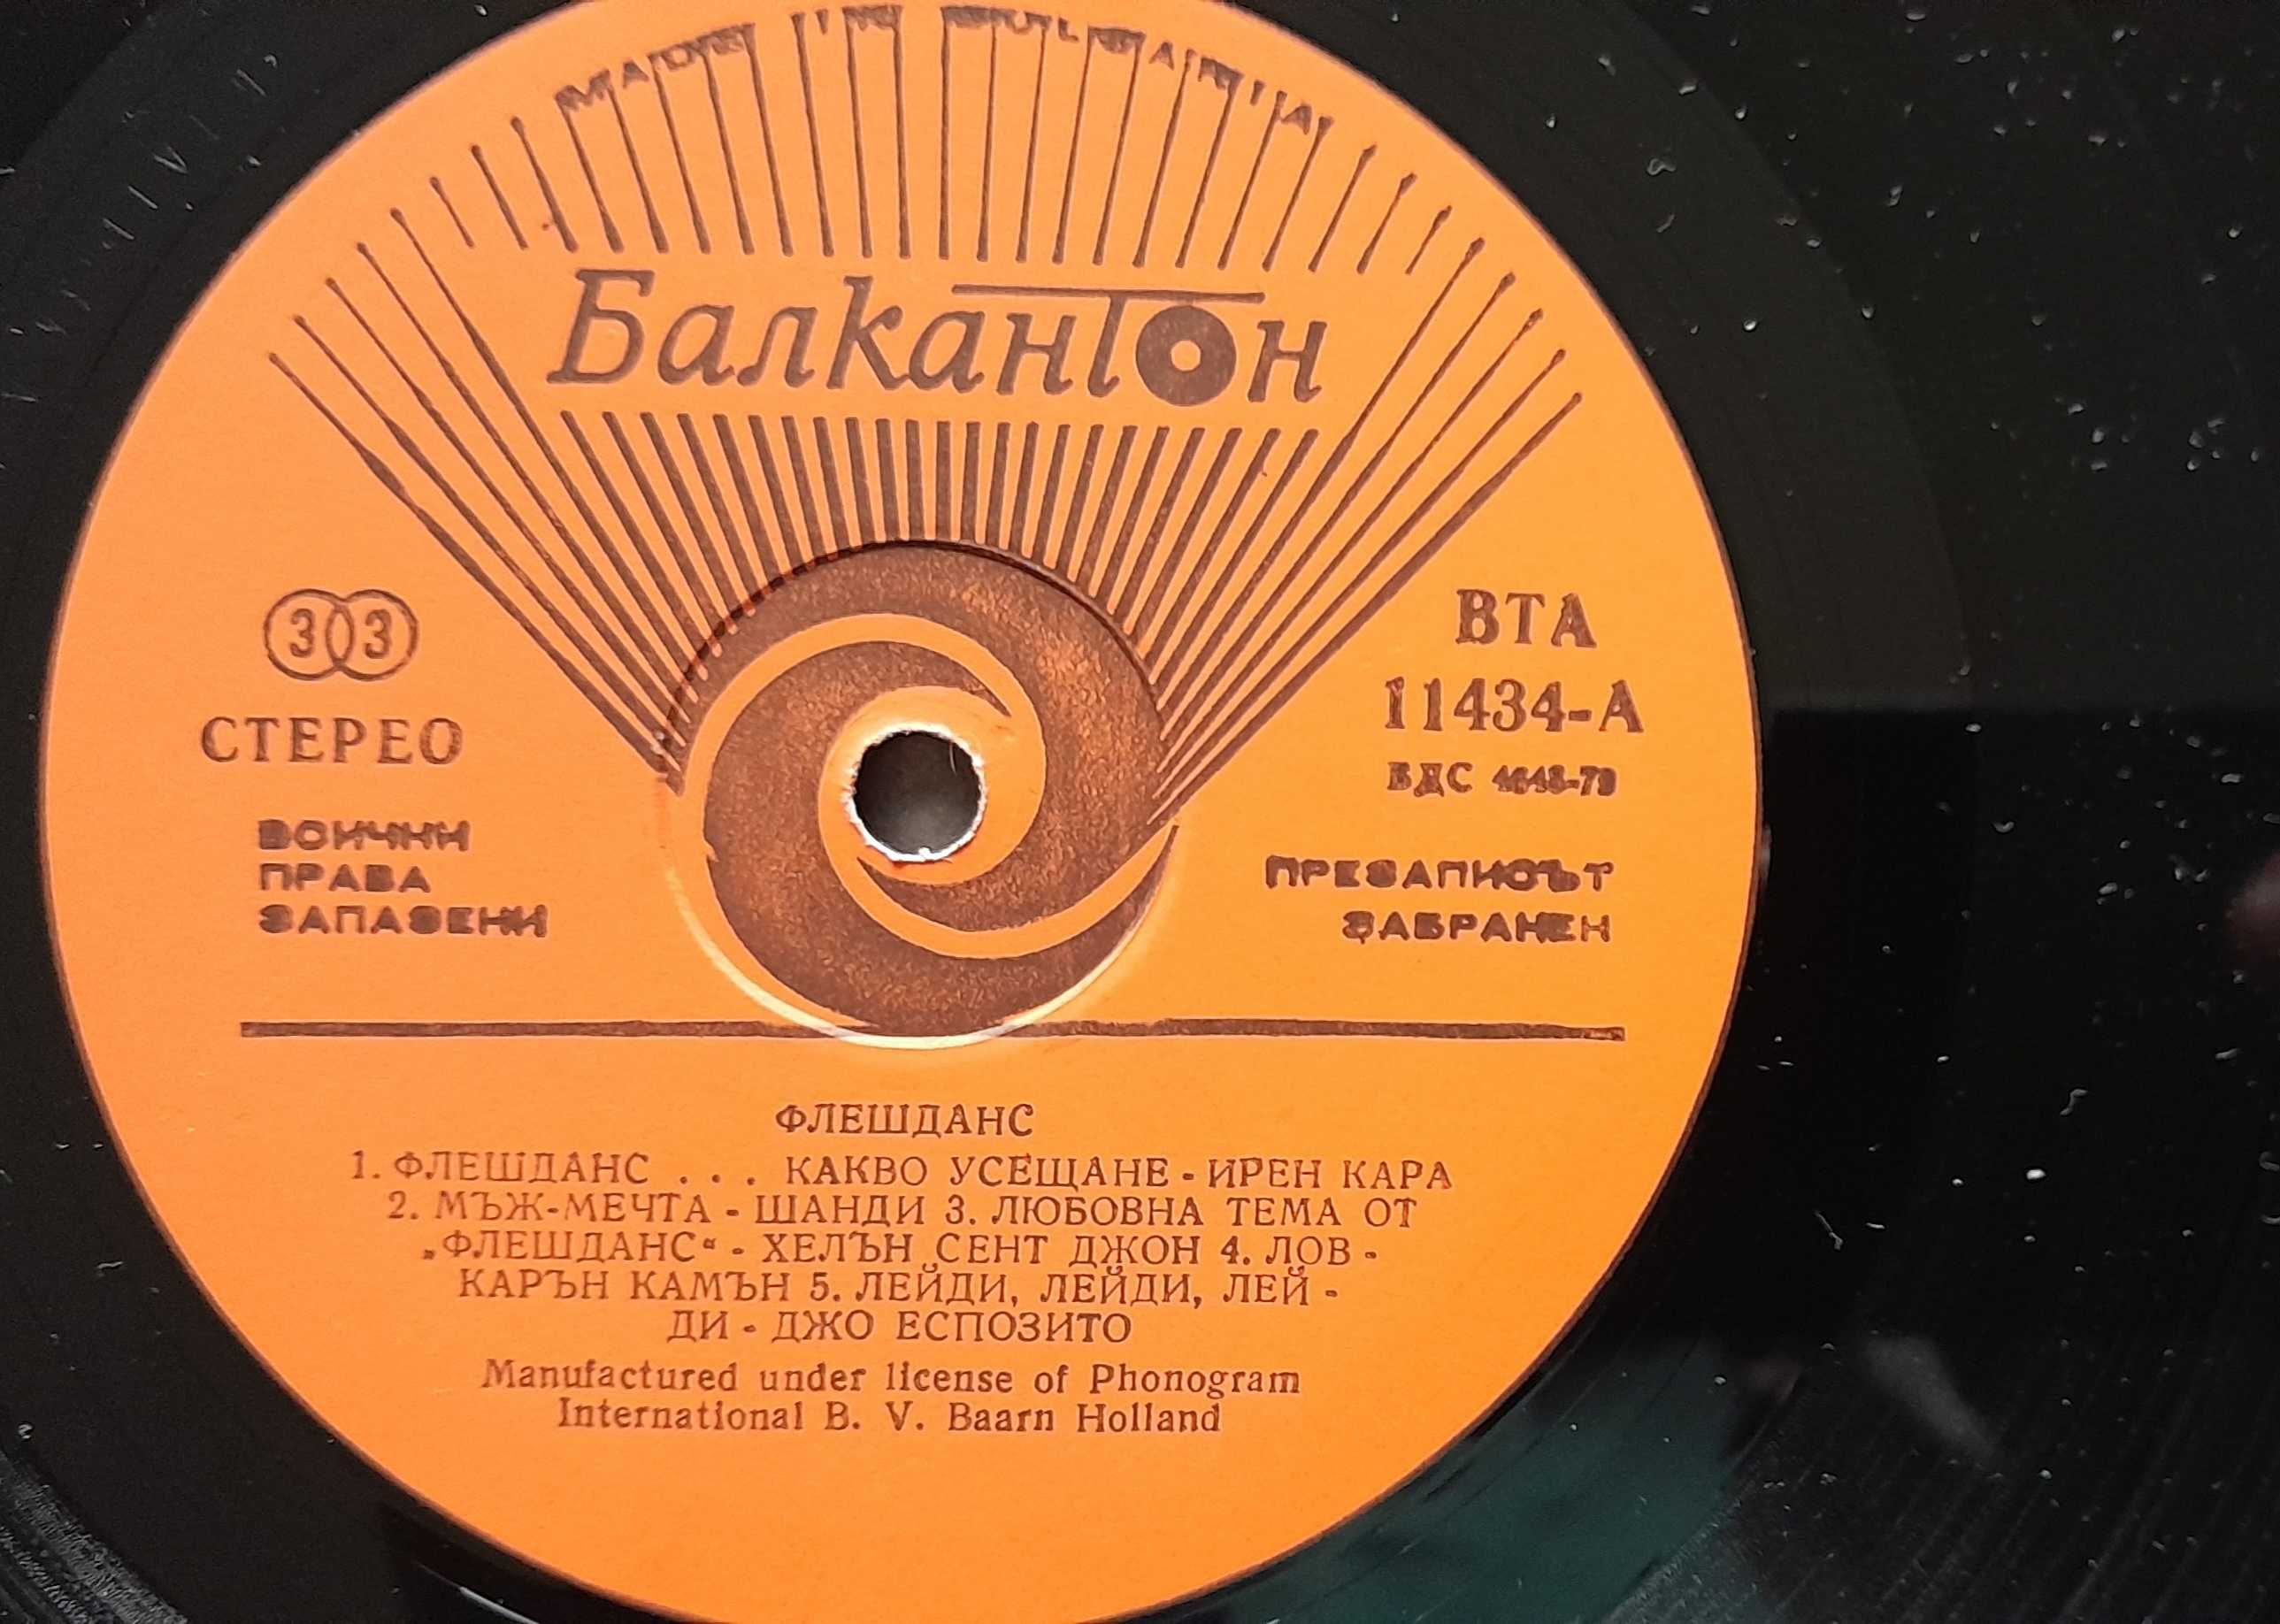 MADE IN BULGARIA
Балкантон
33
СТЕРЕО
ВТА
11434-А
БДС 4648-79
ВСИЧКИ
ПРАВА
ЗАПАЗЕНИ
ПРЕЗАПИСЪТ
ЗАБРАНЕН
ФЛЕШДАНС
1. ФЛЕШДАНС . . . КАКВО УСЕЩАНЕ - ИРЕН КАРА
2. МЪЖ-МЕЧТА - ШАНДИ 3. ЛЮБОВНА ТЕМА ОТ
„ФЛЕШДАНС“ - ХЕЛЪН СЕНТ ДЖОН 4. ЛОВ -
КАРЪН КАМЪН 5. ЛЕЙДИ, ЛЕЙДИ, ЛЕЙ -
ДИ - ДЖО ЕСПОЗИТО
Manufactured under license of Phonogram
International B. V. Baarn Holland